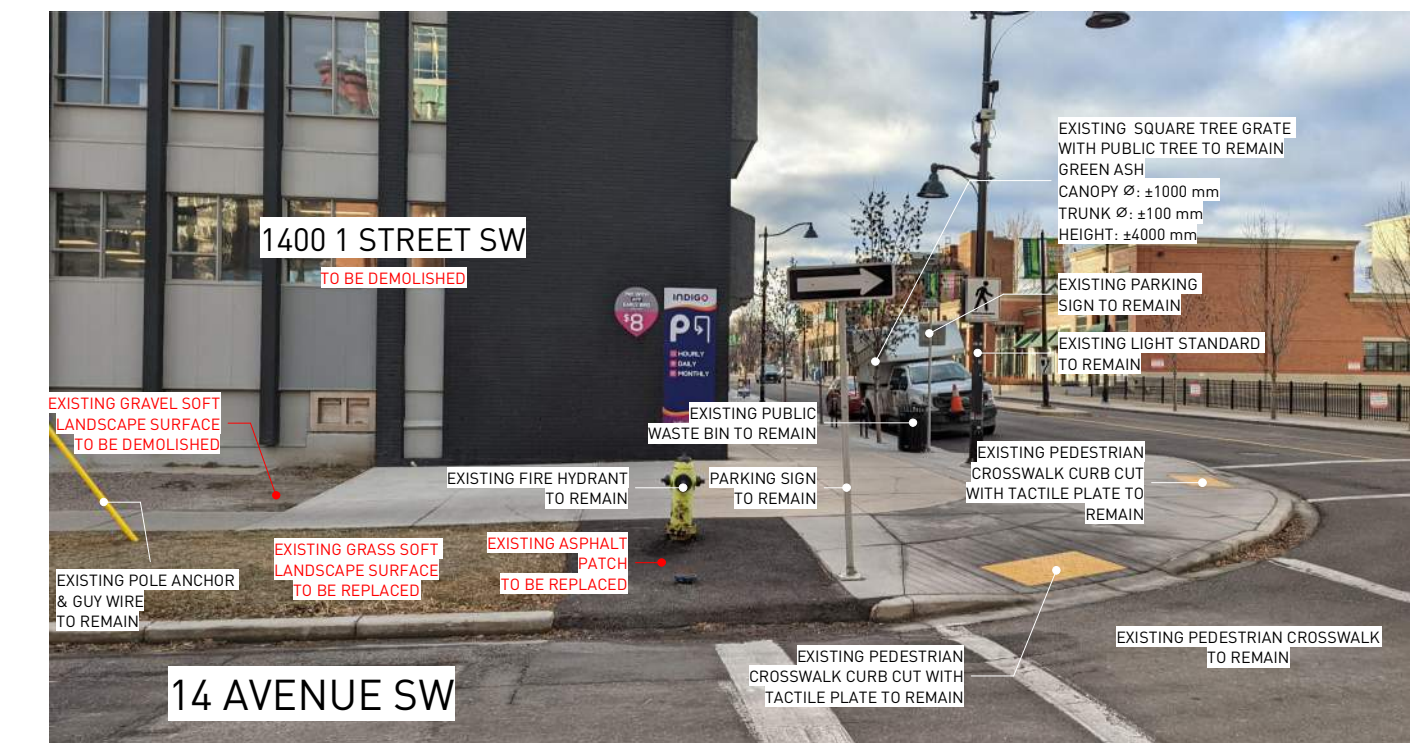 EXISTING SQUARE TREE GRATE
WITH PUBLIC TREE TO REMAIN
GREEN ASH
CANOPY Ø: ±1000 mm
TRUNK Ø: ±100 mm
HEIGHT: ±4000 mm
1400 1 STREET SW
TO BE DEMOLISHED
EXISTING PARKING
SIGN TO REMAIN
INDIGO
$8
P
HOURLY
DAILY
MONTHLY
EXISTING LIGHT STANDARD
TO REMAIN
EXISTING GRAVEL SOFT
LANDSCAPE SURFACE
TO BE DEMOLISHED
EXISTING PUBLIC
WASTE BIN TO REMAIN
EXISTING PEDESTRIAN
CROSSWALK CURB CUT
WITH TACTILE PLATE TO
REMAIN
EXISTING FIRE HYDRANT
TO REMAIN
PARKING SIGN
TO REMAIN
EXISTING GRASS SOFT
LANDSCAPE SURFACE
TO BE REPLACED
EXISTING ASPHALT
PATCH
TO BE REPLACED
EXISTING POLE ANCHOR
& GUY WIRE
TO REMAIN
EXISTING PEDESTRIAN CROSSWALK
TO REMAIN
EXISTING PEDESTRIAN
CROSSWALK CURB CUT WITH
TACTILE PLATE TO REMAIN
14 AVENUE SW